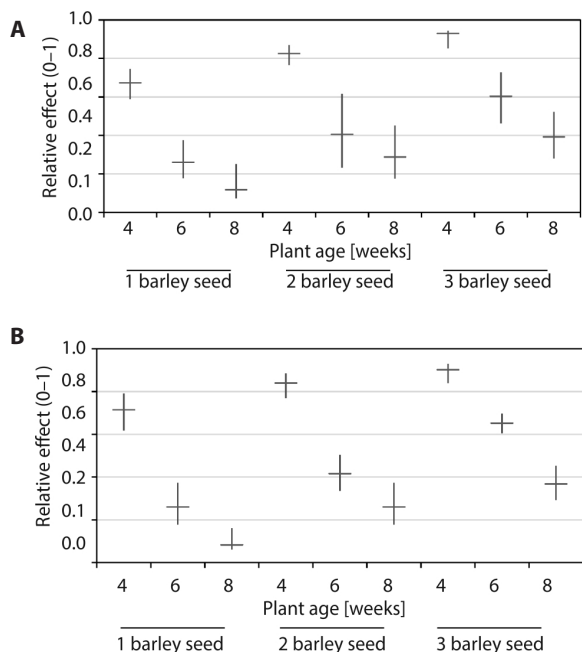 A
Relative effect (0–1)
1.0
0.8
0.6
0.2
0.1
0.0
4 6 8 4 6 8 4 6 8
Plant age [weeks]
1 barley seed 2 barley seed 3 barley seed
B
Relative effect (0–1)
1.0
0.8
0.6
0.4
0.2
0.1
0.0
4 6 8 4 6 8 4 6 8
Plant age [weeks]
1 barley seed 2 barley seed 3 barley seed